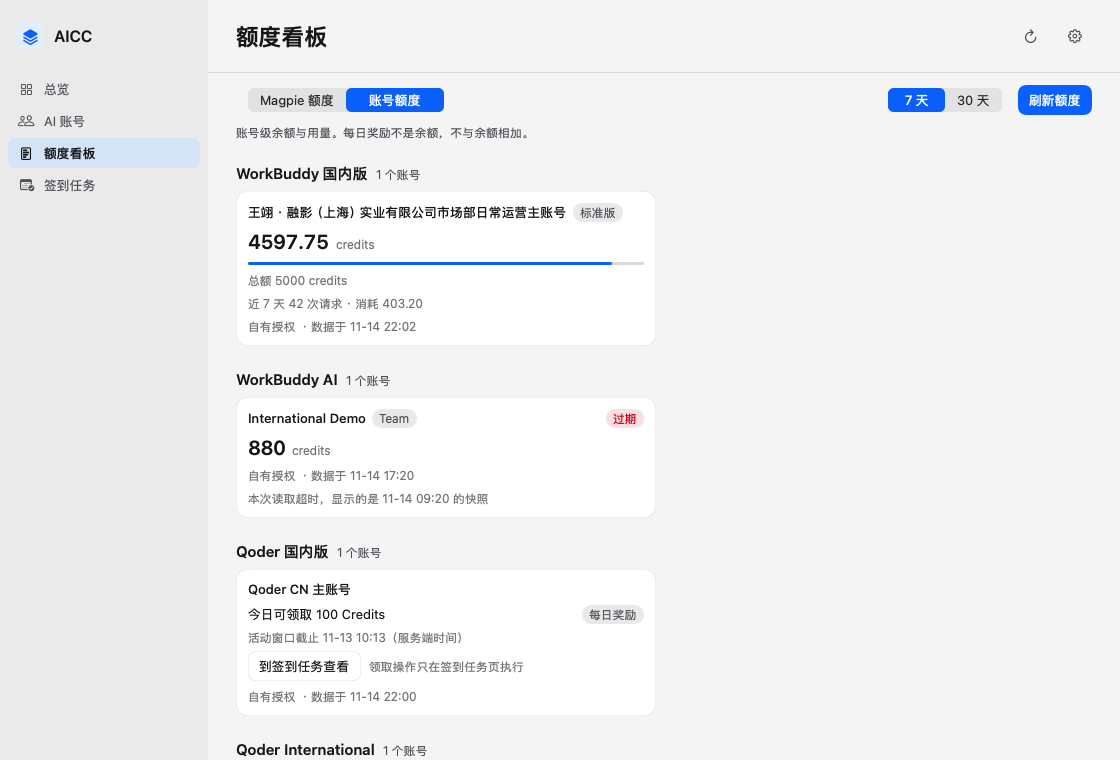 AICC
总览
AI 账号
额度看板
签到任务
额度看板
Magpie 额度 账号额度 7 天 30 天 刷新额度
账号级余额与用量。每日奖励不是余额，不与余额相加。
WorkBuddy 国内版 1 个账号
王翊 · 融影（上海）实业有限公司市场部日常运营主账号 标准版
4597.75 credits
总额 5000 credits
近 7 天 42 次请求 · 消耗 403.20
自有授权 · 数据于 11-14 22:02
WorkBuddy AI 1 个账号
International Demo Team 过期
880 credits
自有授权 · 数据于 11-14 17:20
本次读取超时，显示的是 11-14 09:20 的快照
Qoder 国内版 1 个账号
Qoder CN 主账号
今日可领取 100 Credits 每日奖励
活动窗口截止 11-13 10:13（服务端时间）
到签到任务查看 领取操作只在签到任务页执行
自有授权 · 数据于 11-14 22:00
Qoder International 1 个账号